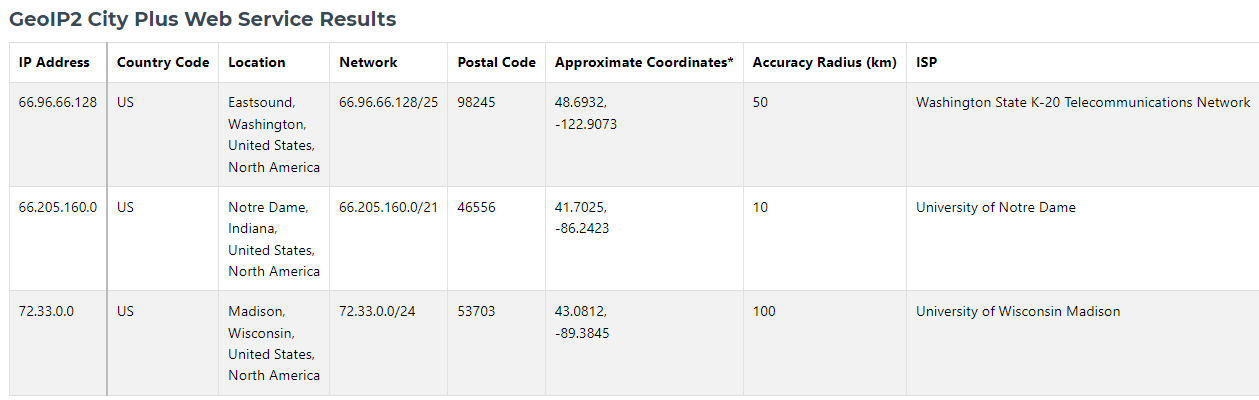 GeoIP2 City Plus Web Service Results
IP Address Country Code Location Network Postal Code Approximate Coordinates* Accuracy Radius (km) ISP
66.96.66.128 US Eastsound, 66.96.66.128/25 98245 48.6932, 50 Washington State K-20 Telecommunications Network
Washington, -122.9073
United States,
North America
66.205.160.0 US Notre Dame, 66.205.160.0/21 46556 41.7025, 10 University of Notre Dame
Indiana, -86.2423
United States,
North America
72.33.0.0 US Madison, 72.33.0.0/24 53703 43.0812, 100 University of Wisconsin Madison
Wisconsin, -89.3845
United States,
North America